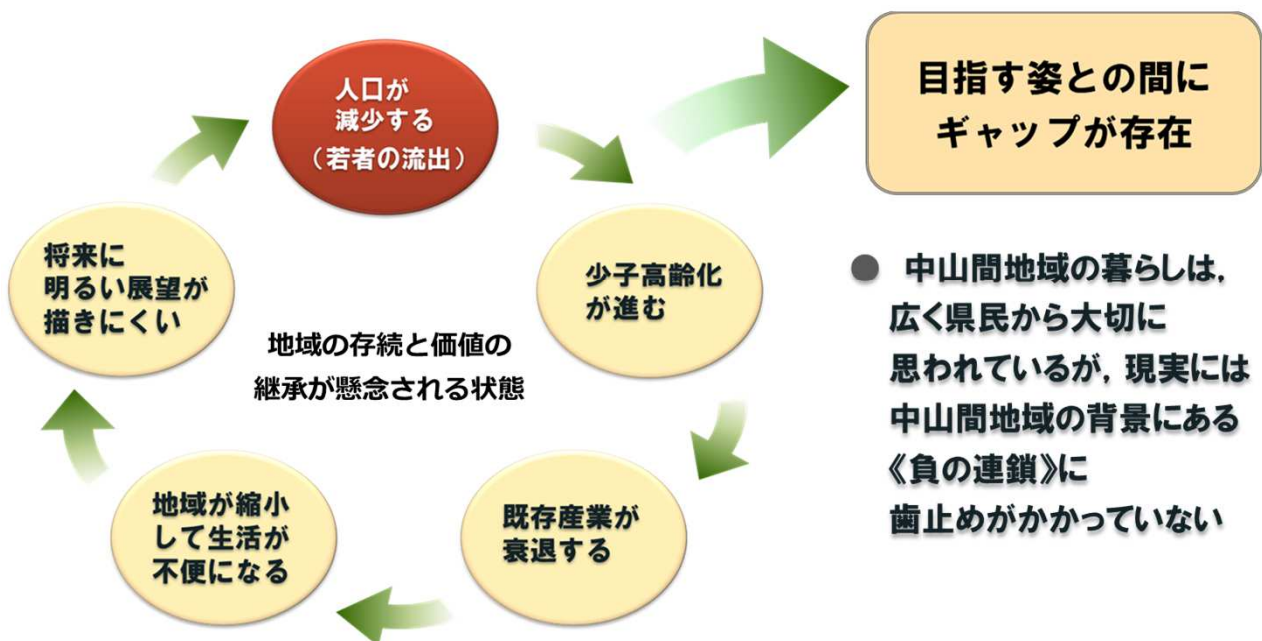 人口が
減少する
（若者の流出）
目指す姿との間に
ギャップが存在
将来に
明るい展望が
描きにくい
少子高齢化
が進む
地域の存続と価値の
継承が懸念される状態
地域が縮小
して生活が
不便になる
既存産業が
衰退する
● 中山間地域の暮らしは，
広く県民から大切に
思われているが，現実には
中山間地域の背景にある
《負の連鎖》に
歯止めがかかっていない